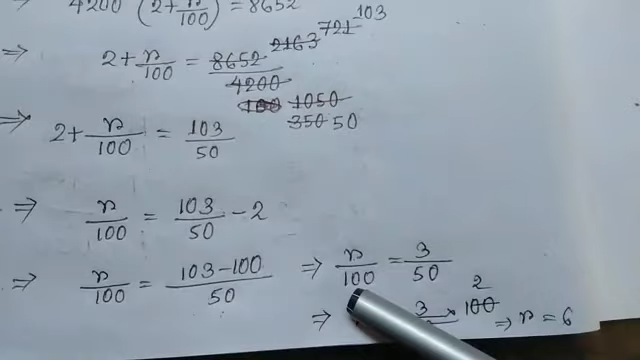 ⇒ 4200 (2+r/100) = 8652
⇒ 2+r/100 = 8652/4200 2163 721 103
100 1050
350 50
⇒ 2+r/100 = 103/50
⇒ r/100 = 103/50 - 2
⇒ r/100 = 103-100/50 ⇒ r/100 = 3/50
2
⇒ 3 × 100 ⇒ r = 6